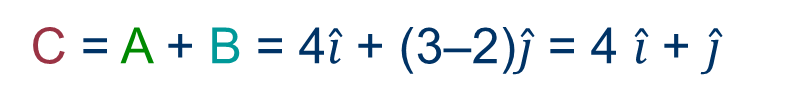 C = A + B = 4î + (3–2)ĵ = 4 î + ĵ